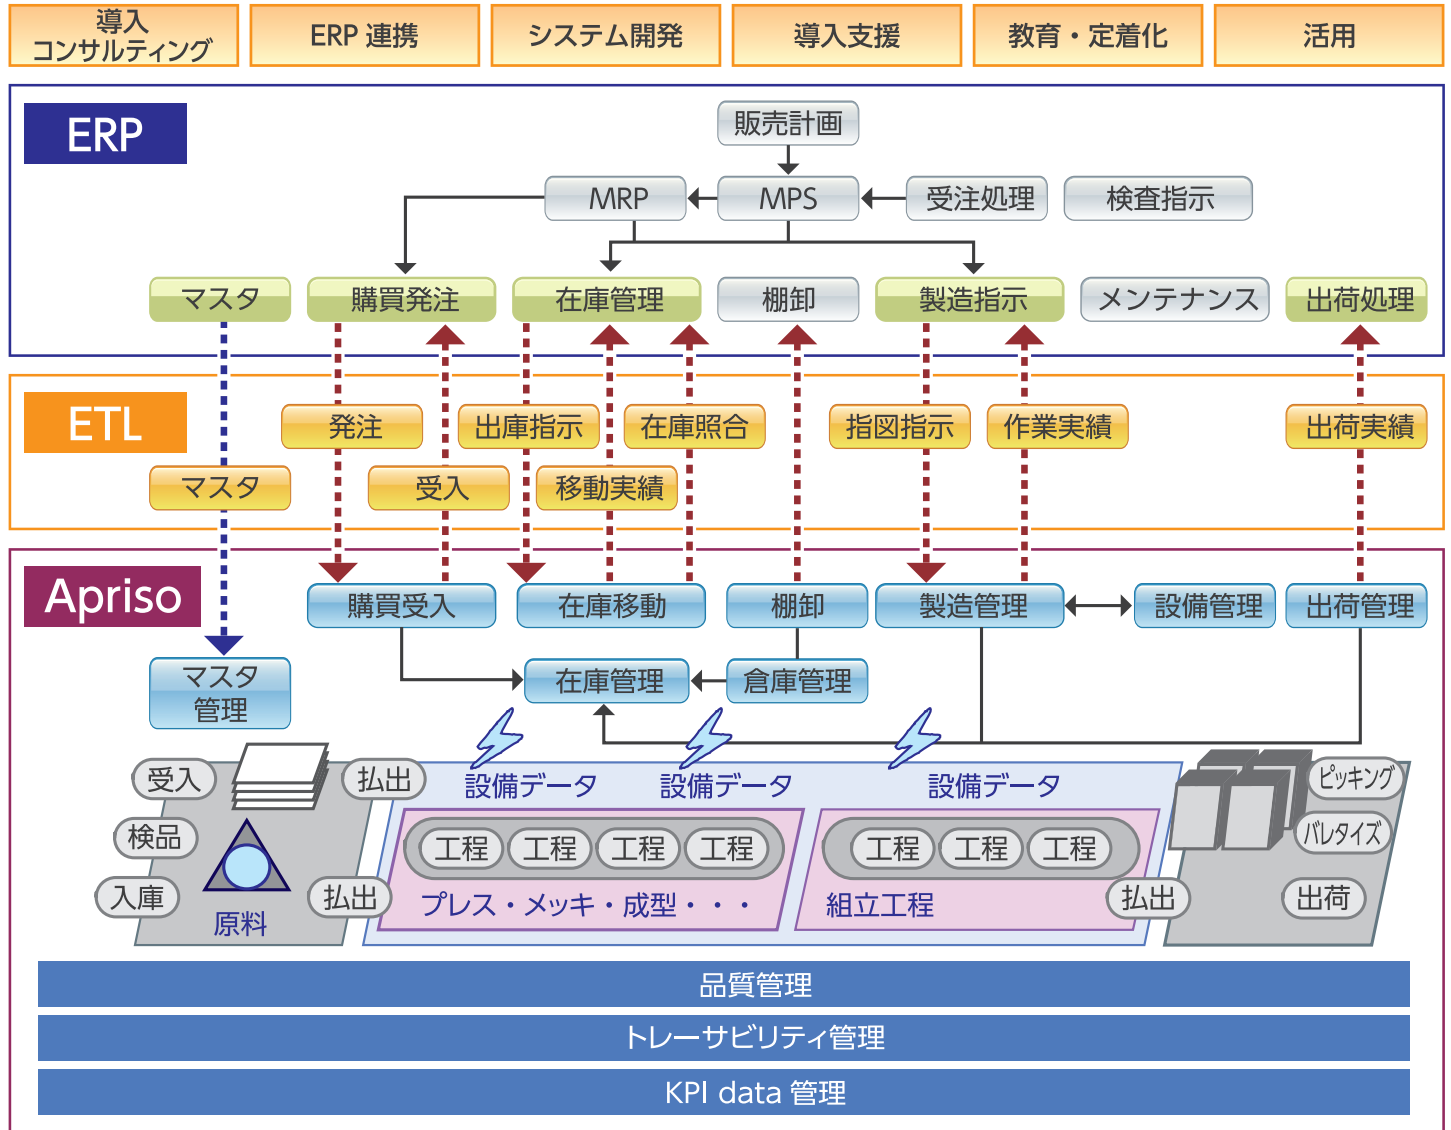 導入
コンサルティング
ERP 連携
システム開発
導入支援
教育・定着化
活用
ERP
販売計画
MRP
MPS
受注処理
検査指示
マスタ
購買発注
在庫管理
棚卸
製造指示
メンテナンス
出荷処理
ETL
発注
出庫指示
在庫照合
指図指示
作業実績
出荷実績
マスタ
受入
移動実績
Apriso
購買受入
在庫移動
棚卸
製造管理
設備管理
出荷管理
マスタ
管理
在庫管理
倉庫管理
受入
払出
設備データ
設備データ
設備データ
ピッキング
検品
工程
工程
工程
工程
工程
工程
工程
パレタイズ
入庫
原料
払出
プレス・メッキ・成型・・・
組立工程
払出
出荷
品質管理
トレーサビリティ管理
KPI data 管理